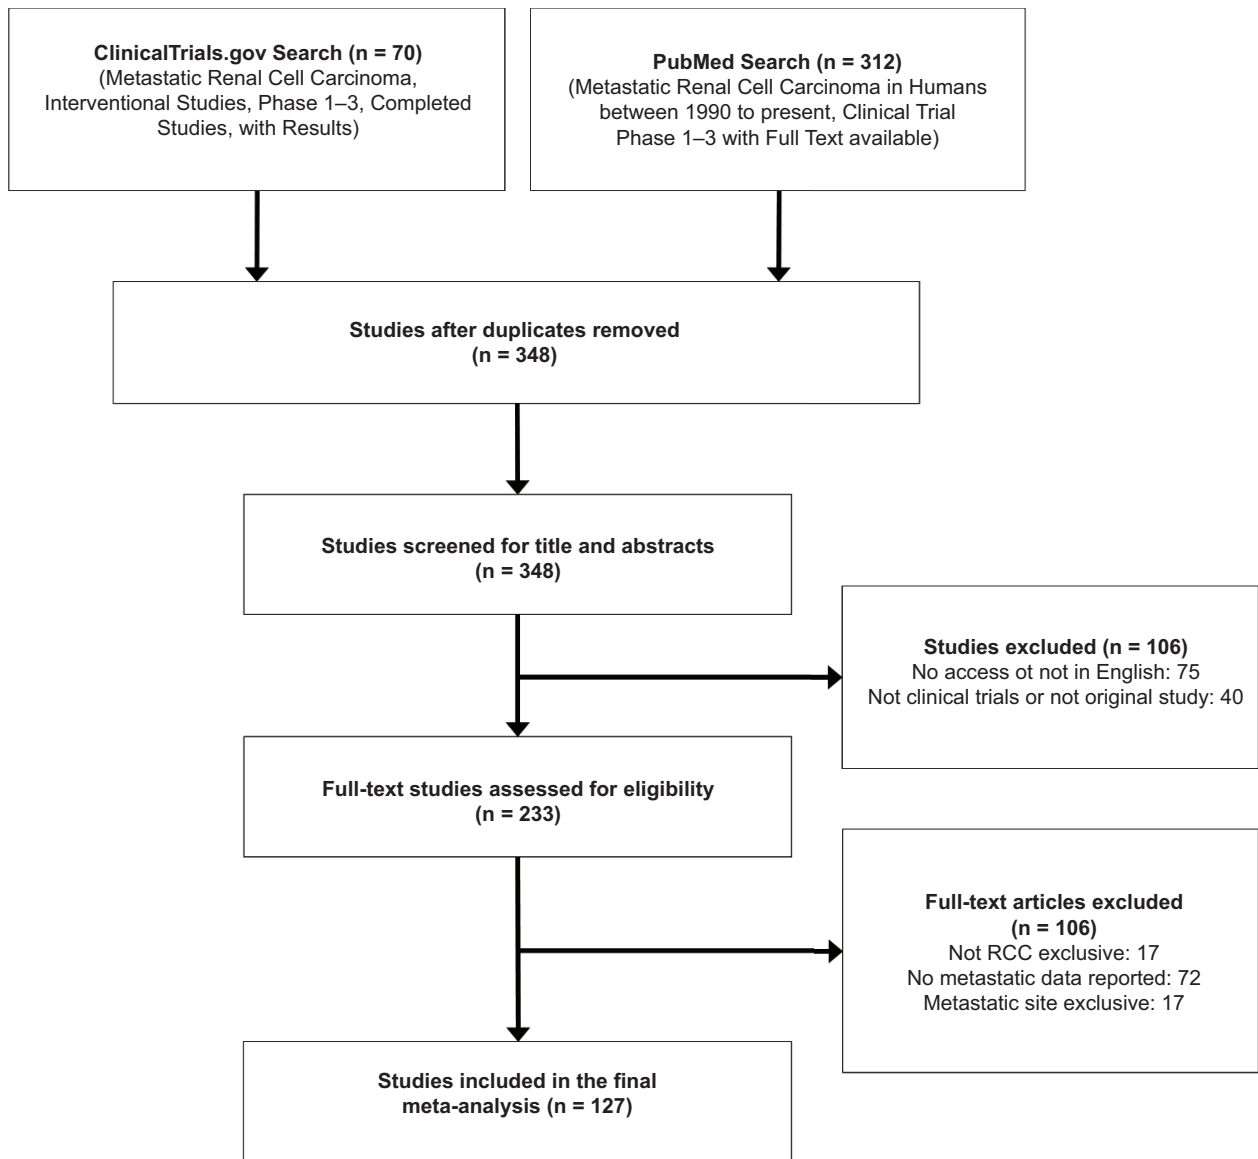 ClinicalTrials.gov Search (n = 70)
(Metastatic Renal Cell Carcinoma,
Interventional Studies, Phase 1–3, Completed
Studies, with Results)
PubMed Search (n = 312)
(Metastatic Renal Cell Carcinoma in Humans
between 1990 to present, Clinical Trial
Phase 1–3 with Full Text available)
Studies after duplicates removed
(n = 348)
Studies screened for title and abstracts
(n = 348)
Studies excluded (n = 106)
No access ot not in English: 75
Not clinical trials or not original study: 40
Full-text studies assessed for eligibility
(n = 233)
Full-text articles excluded
(n = 106)
Not RCC exclusive: 17
No metastatic data reported: 72
Metastatic site exclusive: 17
Studies included in the final
meta-analysis (n = 127)